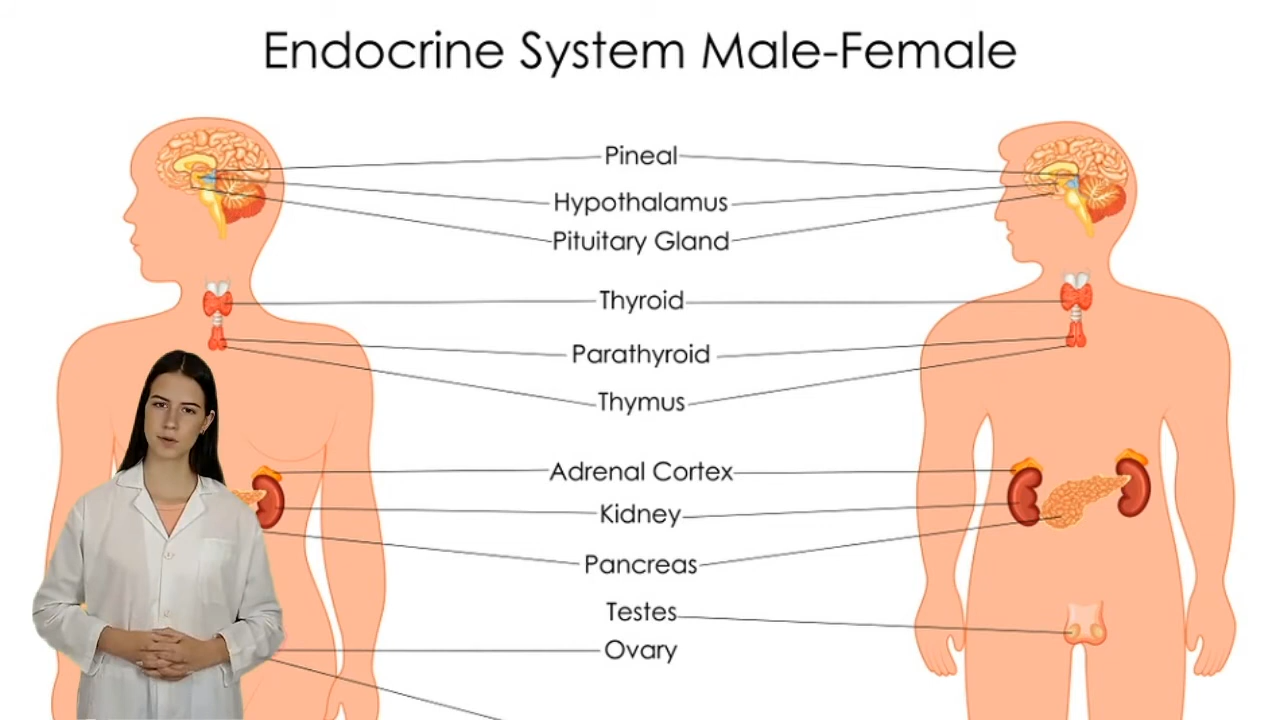 Endocrine System Male-Female
Pineal
Hypothalamus
Pituitary Gland
Thyroid
Parathyroid
Thymus
Adrenal Cortex
Kidney
Pancreas
Testes
Ovary